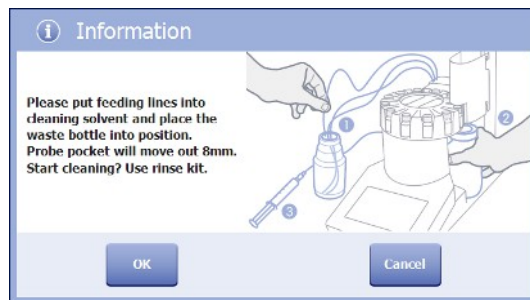 Information
Please put feeding lines into
cleaning solvent and place the
waste bottle into position.
Probe pocket will move out 8mm.
Start cleaning? Use rinse kit.
1
2
3
OK
Cancel